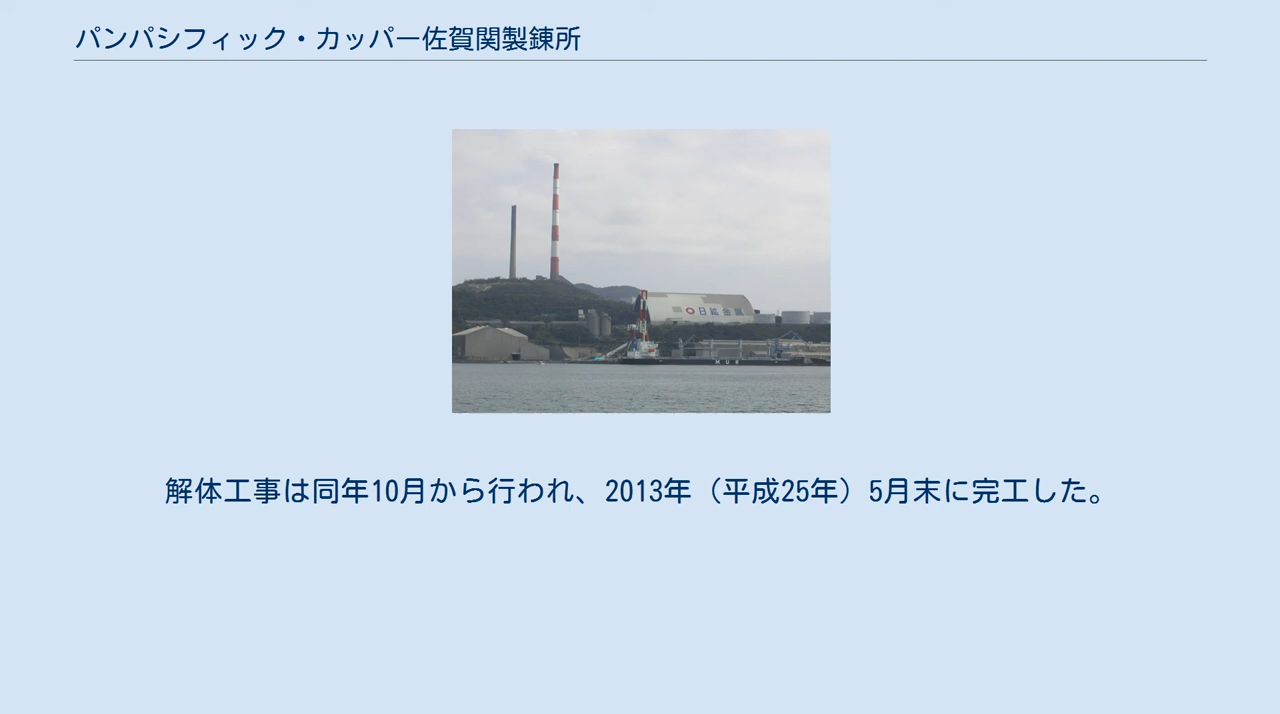 パンパシフィック・カッパー佐賀関製錬所
日鉱金属
解体工事は同年10月から行われ、2013年（平成25年）5月末に完工した。